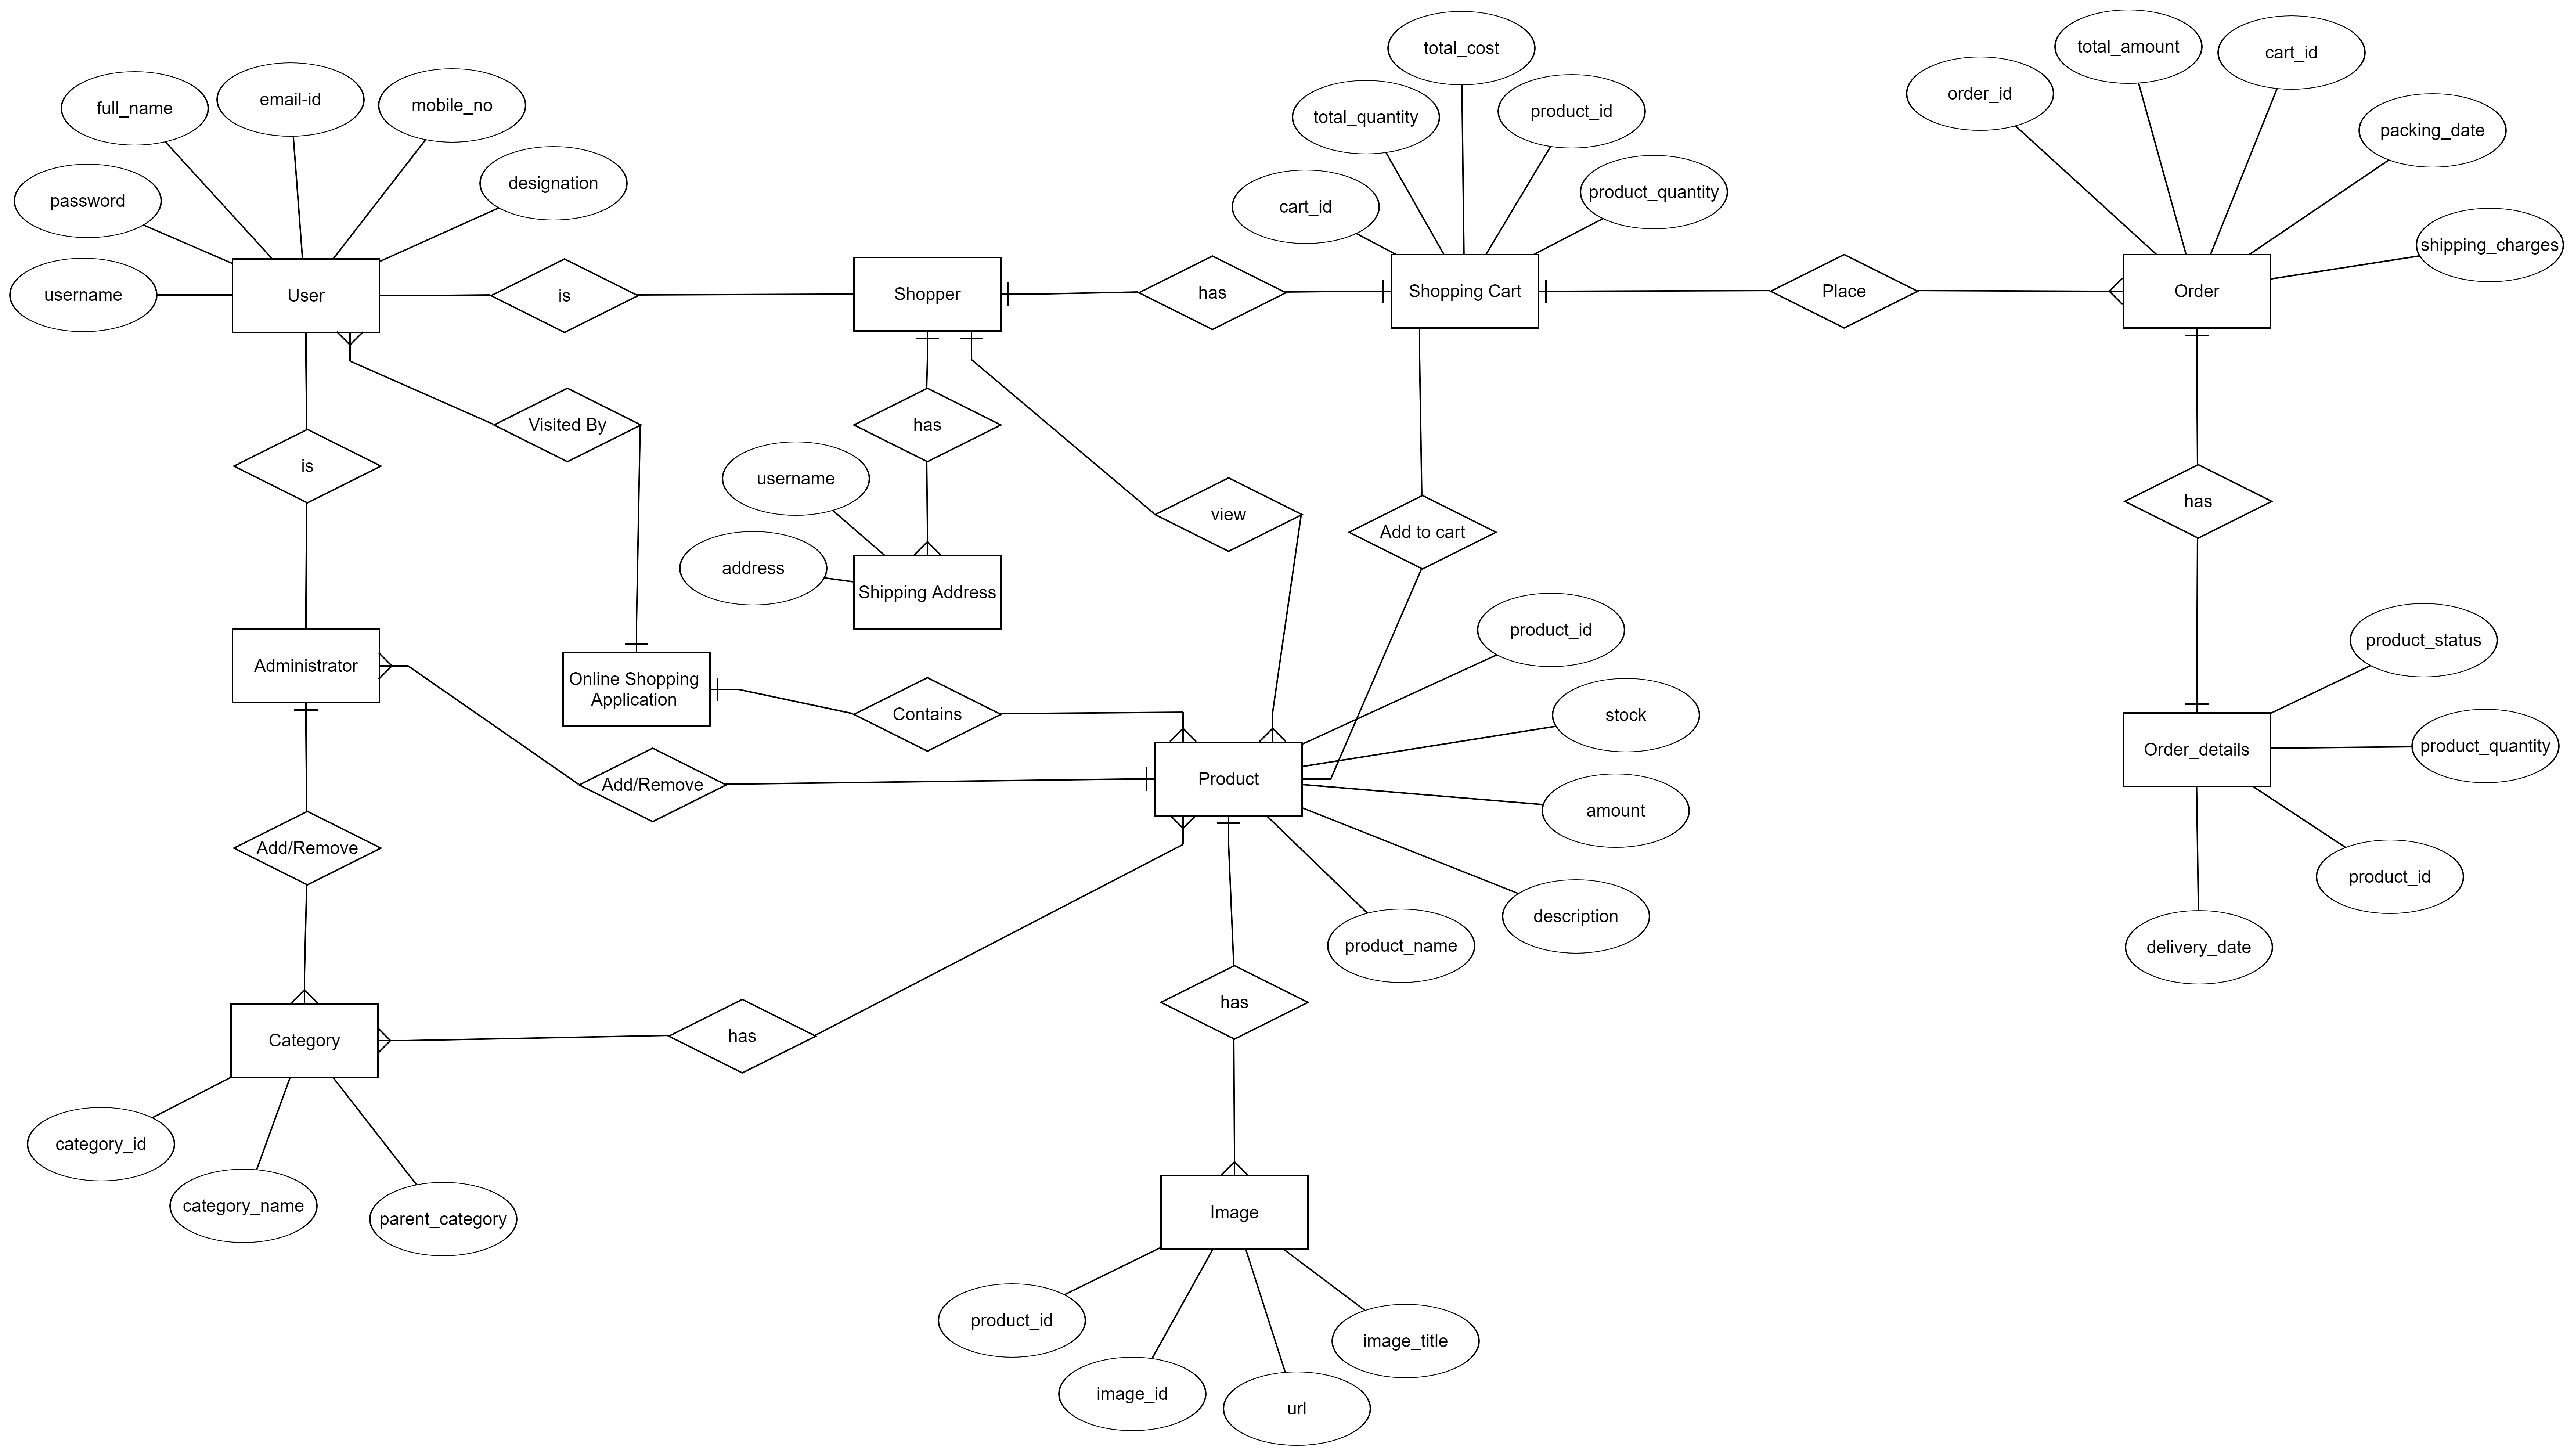 total_cost
total_amount
cart_id
full_name
email-id
mobile_no
order_id
total_quantity
product_id
packing_date
designation
password
cart_id
product_quantity
shipping_charges
username
User
is
Shopper
has
Shopping Cart
Place
Order
Visited By
has
is
username
view
Add to cart
has
address
Shipping Address
product_id
product_status
Administrator
Online Shopping
Application
Contains
stock
Order_details
product_quantity
Add/Remove
Product
amount
Add/Remove
product_id
description
product_name
delivery_date
has
Category
has
category_id
category_name
parent_category
Image
product_id
image_title
image_id
url